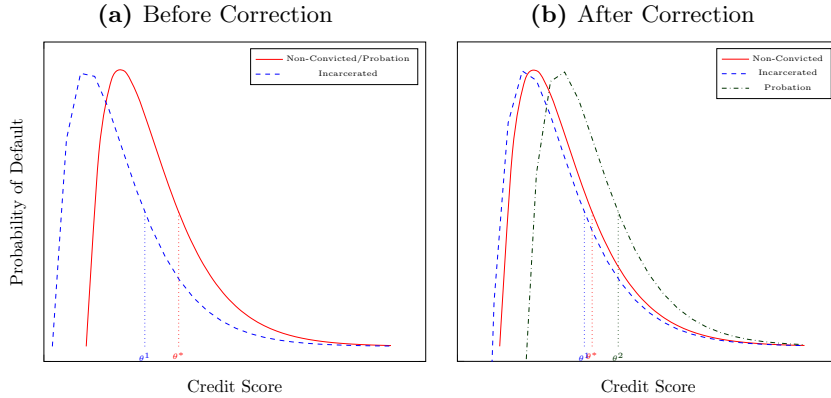 (a) Before Correction
Non-Convicted/Probation
Incarcerated
Probability of Default
θ¹
θ*
Credit Score
(b) After Correction
Non-Convicted
Incarcerated
Probation
θ¹
θ*
θ²
Credit Score